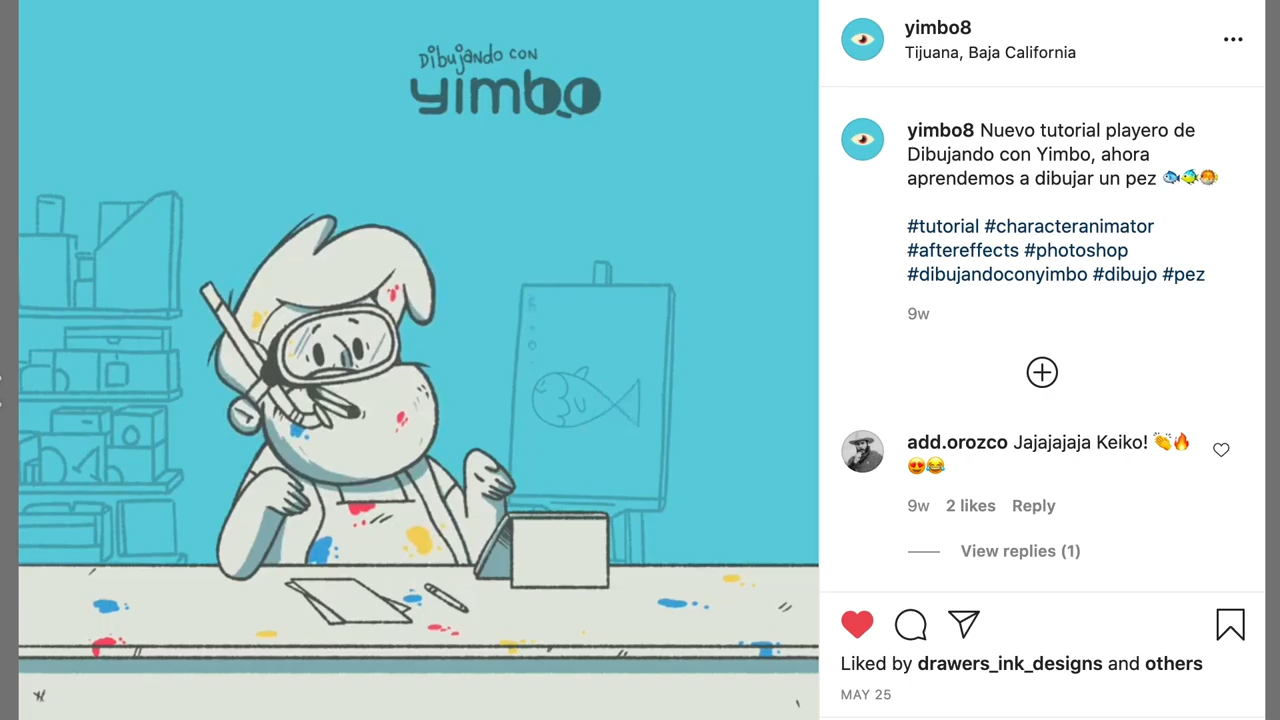 Dibujando con
yimbo
yimbo8
Tijuana, Baja California
yimbo8 Nuevo tutorial playero de
Dibujando con Yimbo, ahora
aprendemos a dibujar un pez 🐟🐠🐡
#tutorial #characteranimator
#aftereffects #photoshop
#dibujandoconyimbo #dibujo #pez
9w
add.orozco Jajajajaja Keiko! 👏🔥
😍😂
9w 2 likes Reply
View replies (1)
Liked by drawers_ink_designs and others
MAY 25